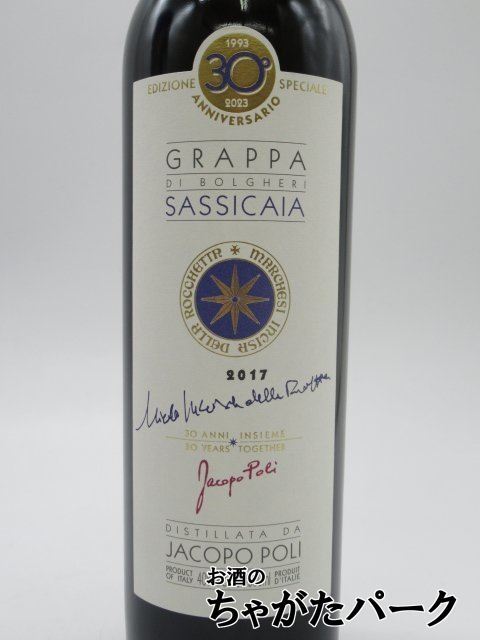 1993
30°
2023
EDIZIONE SPECIALE
ANNIVERSARIO
GRAPPA
DI BOLGHERI
SASSICAIA
MARCHESI INCISA DELLA ROCCHETTA
2017
30 ANNI INSIEME
30 YEARS TOGETHER
Jacopo Poli
DISTILLATA DA
JACOPO POLI
PRODUCT OF ITALY
PRODUIT D'ITALIE
お酒の
ちゃがたパーク